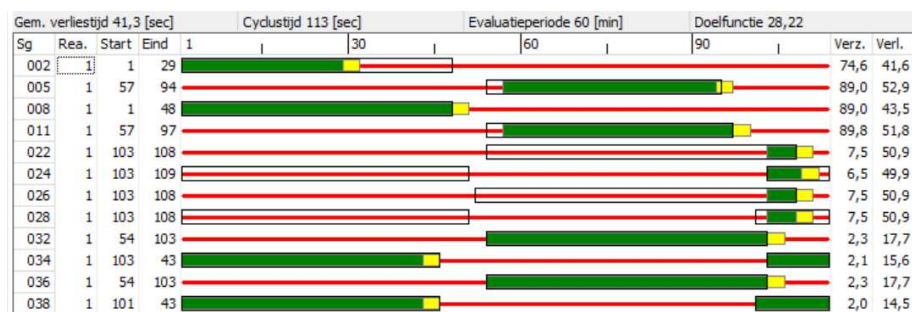 Gem. verliestijd 41,3 [sec] Cyclustijd 113 [sec] Evaluatieperiode 60 [min] Doelfunctie 28,22
Sg Rea. Start Eind 1 30 60 90 Verz. Verl.
002 1 1 29 74,6 41,6
005 1 57 94 89,0 52,9
008 1 1 48 89,0 43,5
011 1 57 97 89,8 51,8
022 1 103 108 7,5 50,9
024 1 103 109 6,5 49,9
026 1 103 108 7,5 50,9
028 1 103 108 7,5 50,9
032 1 54 103 2,3 17,7
034 1 103 43 2,1 15,6
036 1 54 103 2,3 17,7
038 1 101 43 2,0 14,5